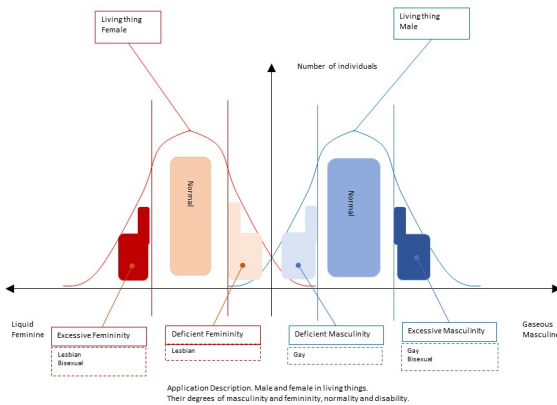 Living thing
Female
Living thing
Male
Number of individuals
Normal
Normal
Liquid
Feminine
Gaseous
Masculine
Excessive Femininity
Lesbian
Bisexual
Deficient Femininity
Lesbian
Deficient Masculinity
Gay
Excessive Masculinity
Gay
Bisexual
Application Description. Male and female in living things.
Their degrees of masculinity and femininity, normality and disability.